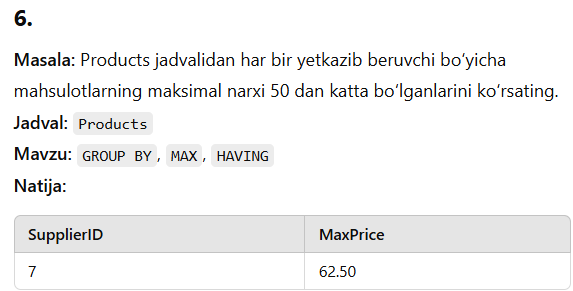 6.
Masala: Products jadvalidan har bir yetkazib beruvchi bo‘yicha
mahsulotlarning maksimal narxi 50 dan katta bo‘lganlarini ko‘rsating.
Jadval: Products
Mavzu: GROUP BY, MAX, HAVING
Natija:
SupplierID MaxPrice
7 62.50